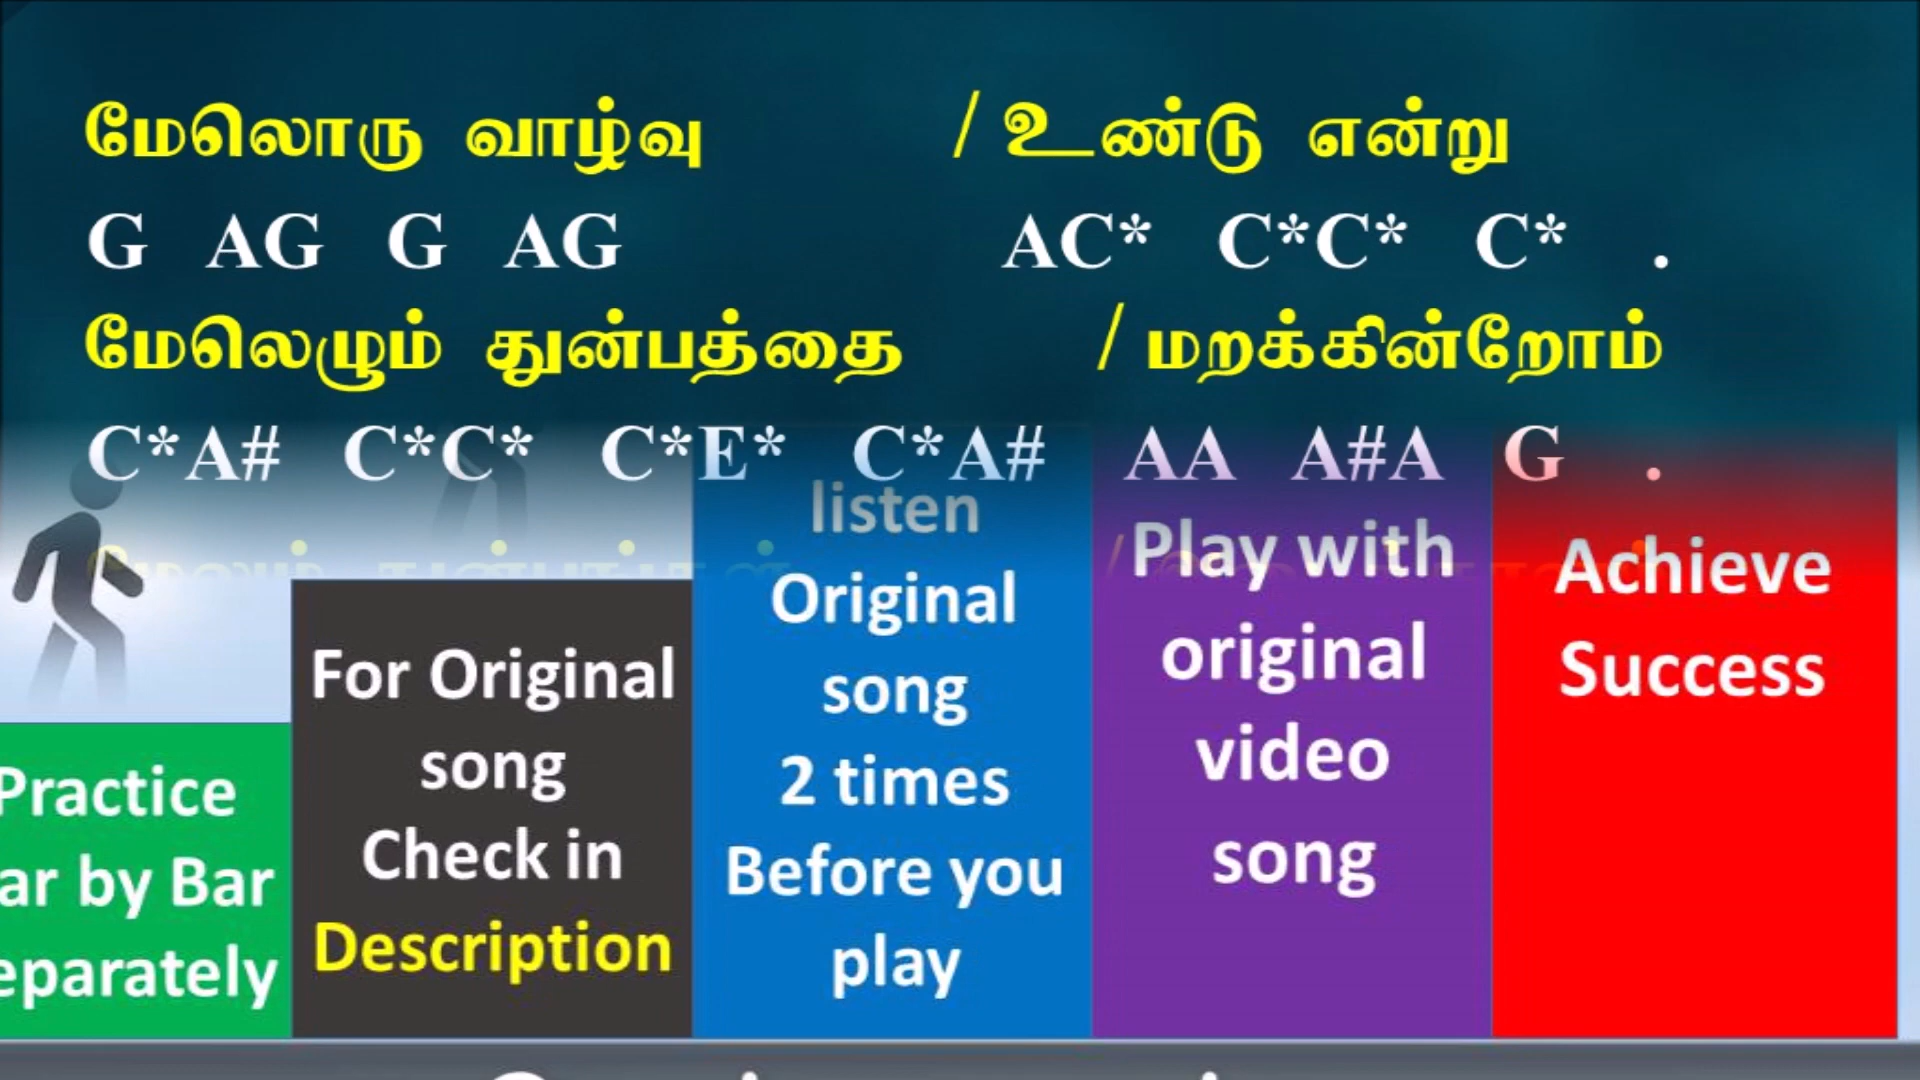 மேலொரு வாழ்வு / உண்டு என்று
G AG G AG AC* C*C* C* .
மேலெழும் துன்பத்தை / மறக்கின்றோம்
C*A# C*C* C*E* C*A# AA A#A G .
Practice
ar by Bar
eparately
For Original
song
Check in
Description
listen
Original
song
2 times
Before you
play
Play with
original
video
song
Achieve
Success